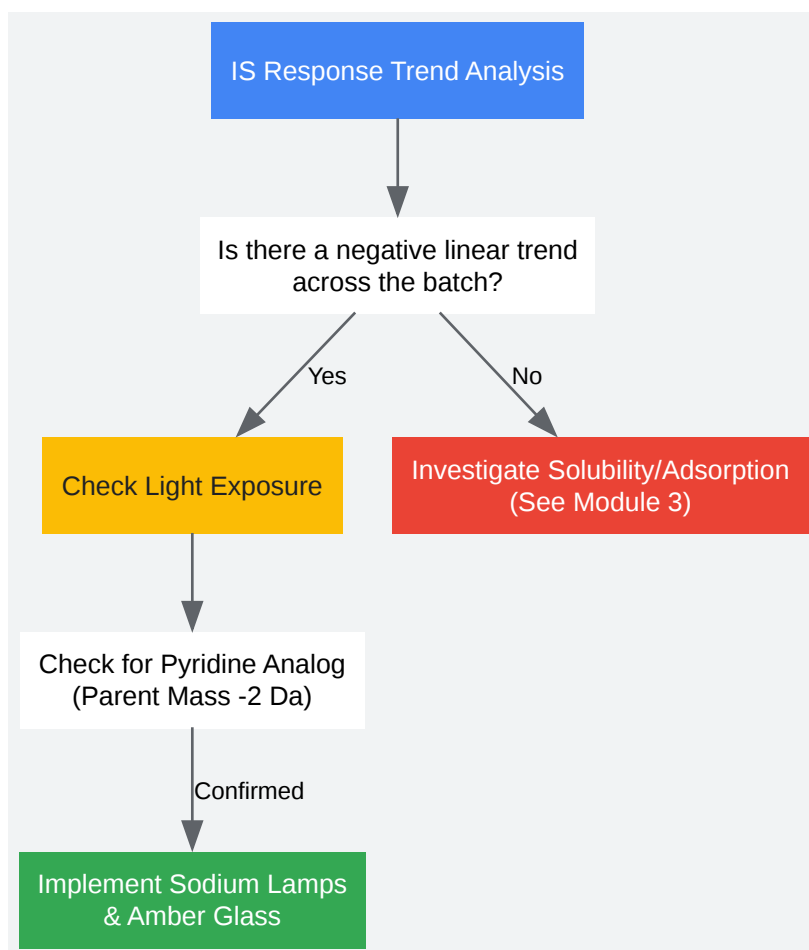 IS Response Trend Analysis
Is there a negative linear trend
across the batch?
Yes
No
Check Light Exposure
Investigate Solubility/Adsorption
(See Module 3)
Check for Pyridine Analog
(Parent Mass -2 Da)
Confirmed
Implement Sodium Lamps
& Amber Glass